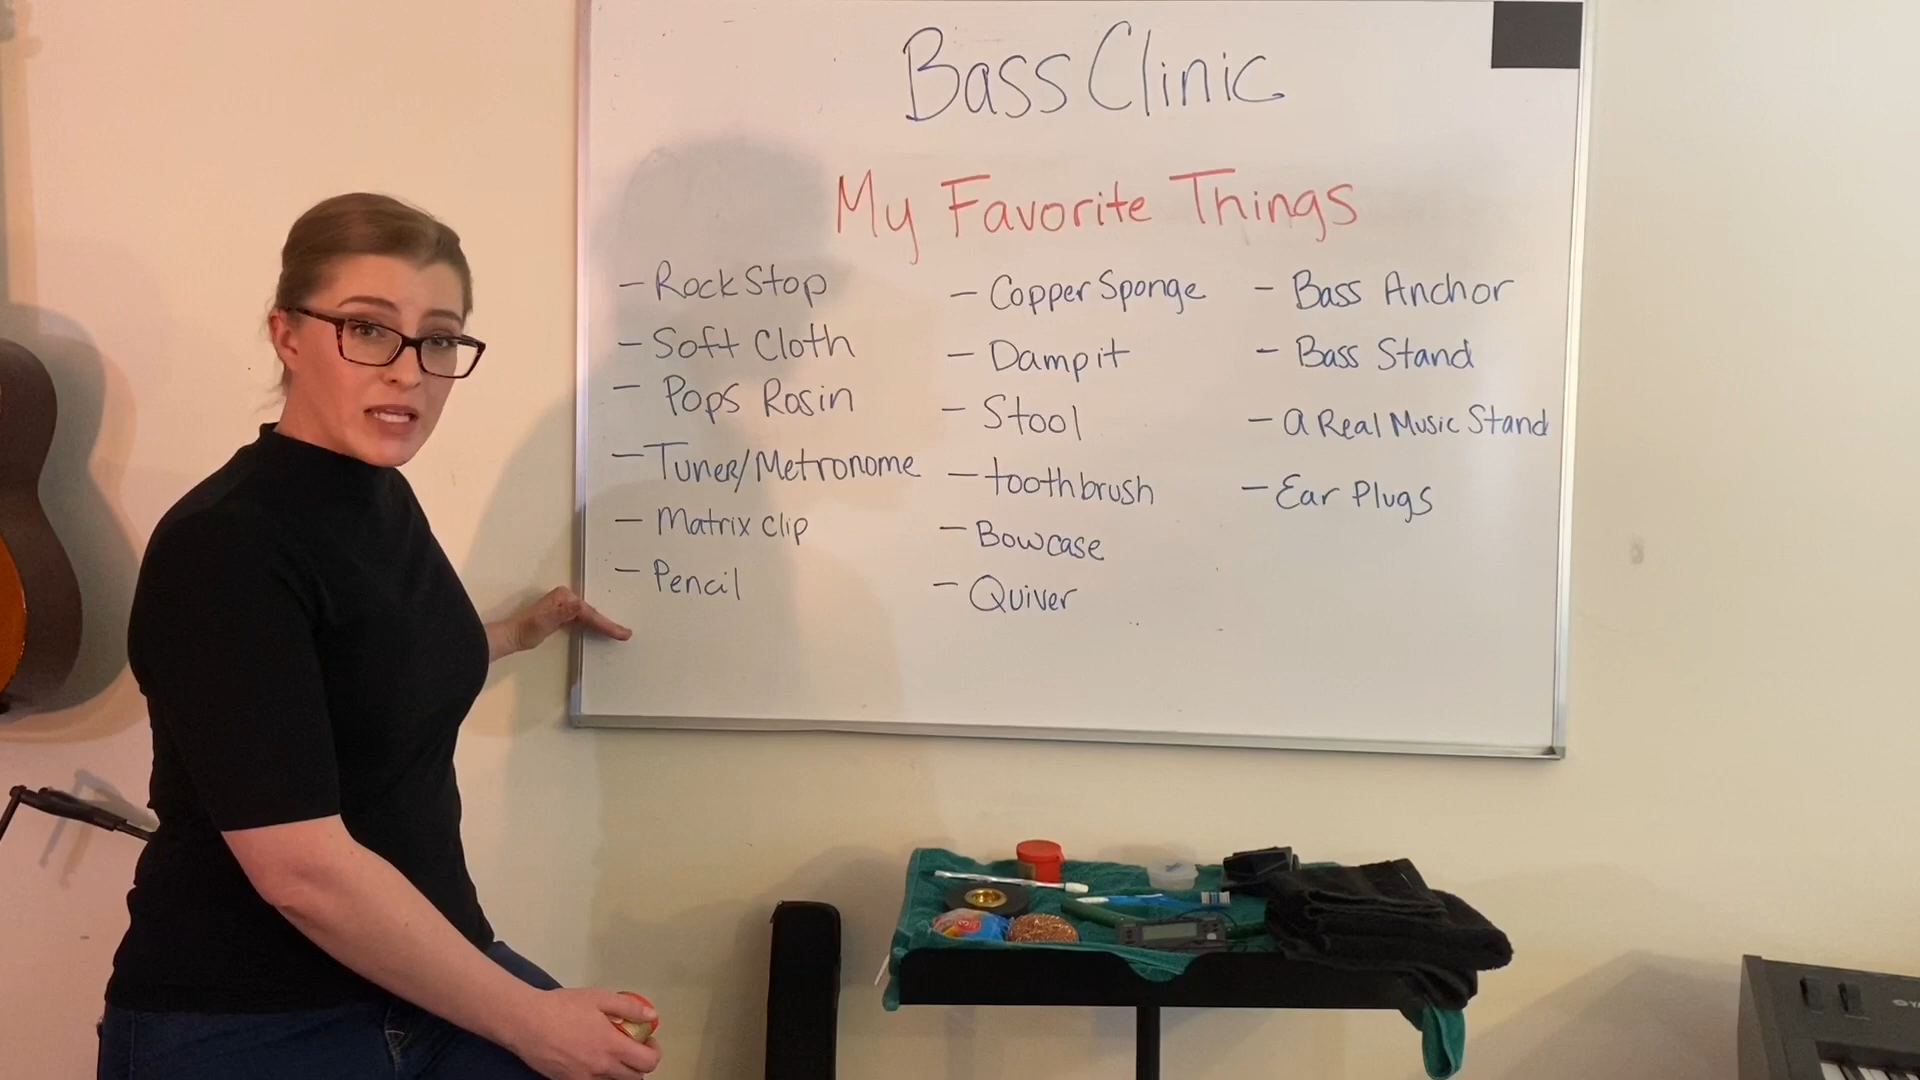 Bass Clinic
My Favorite Things
- Rock Stop
- Soft Cloth
- Pops Rosin
- Tuner/Metronome
- Matrix clip
- Pencil
- Copper Sponge
- Dampit
- Stool
- toothbrush
- Bowcase
- Quiver
- Bass Anchor
- Bass Stand
- a Real Music Stand
- Ear Plugs